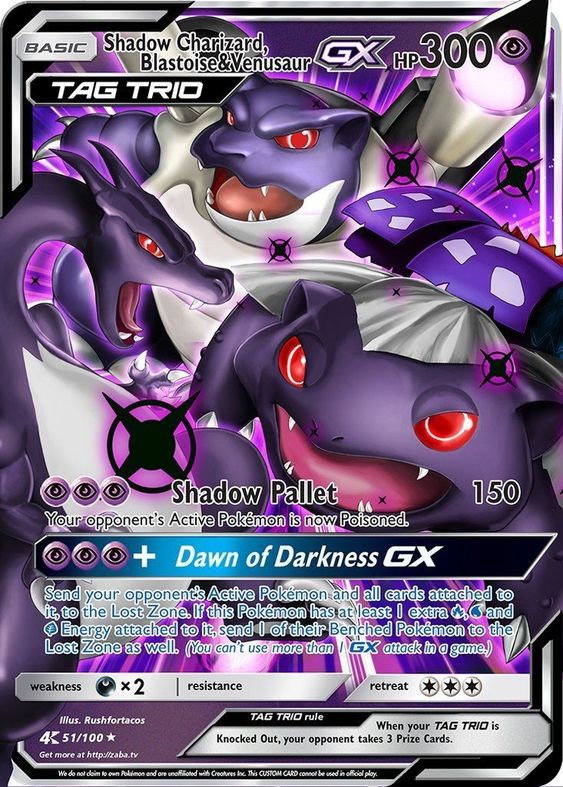 BASIC
Shadow Charizard,
Blastoise&Venusaur GX HP300
TAG TRIO
Shadow Pallet 150
Your opponent's Active Pokémon is now Poisoned.
+ Dawn of Darkness GX
Send your opponent's Active Pokémon and all cards attached to
it, to the Lost Zone. If this Pokémon has at least 1 extra , and
Energy attached to it, send 1 of their Benched Pokémon to the
Lost Zone as well. (You can't use more than 1 GX attack in a game.)
weakness ×2 resistance retreat
Illus. Rushfortacos
4K 51/100 ★
Get more at http://zaba.tv
TAG TRIO rule
When your TAG TRIO is
Knocked Out, your opponent takes 3 Prize Cards.
We do not claim to own Pokémon and are unaffiliated with Creatures Inc. This CUSTOM CARD cannot be used in official play.